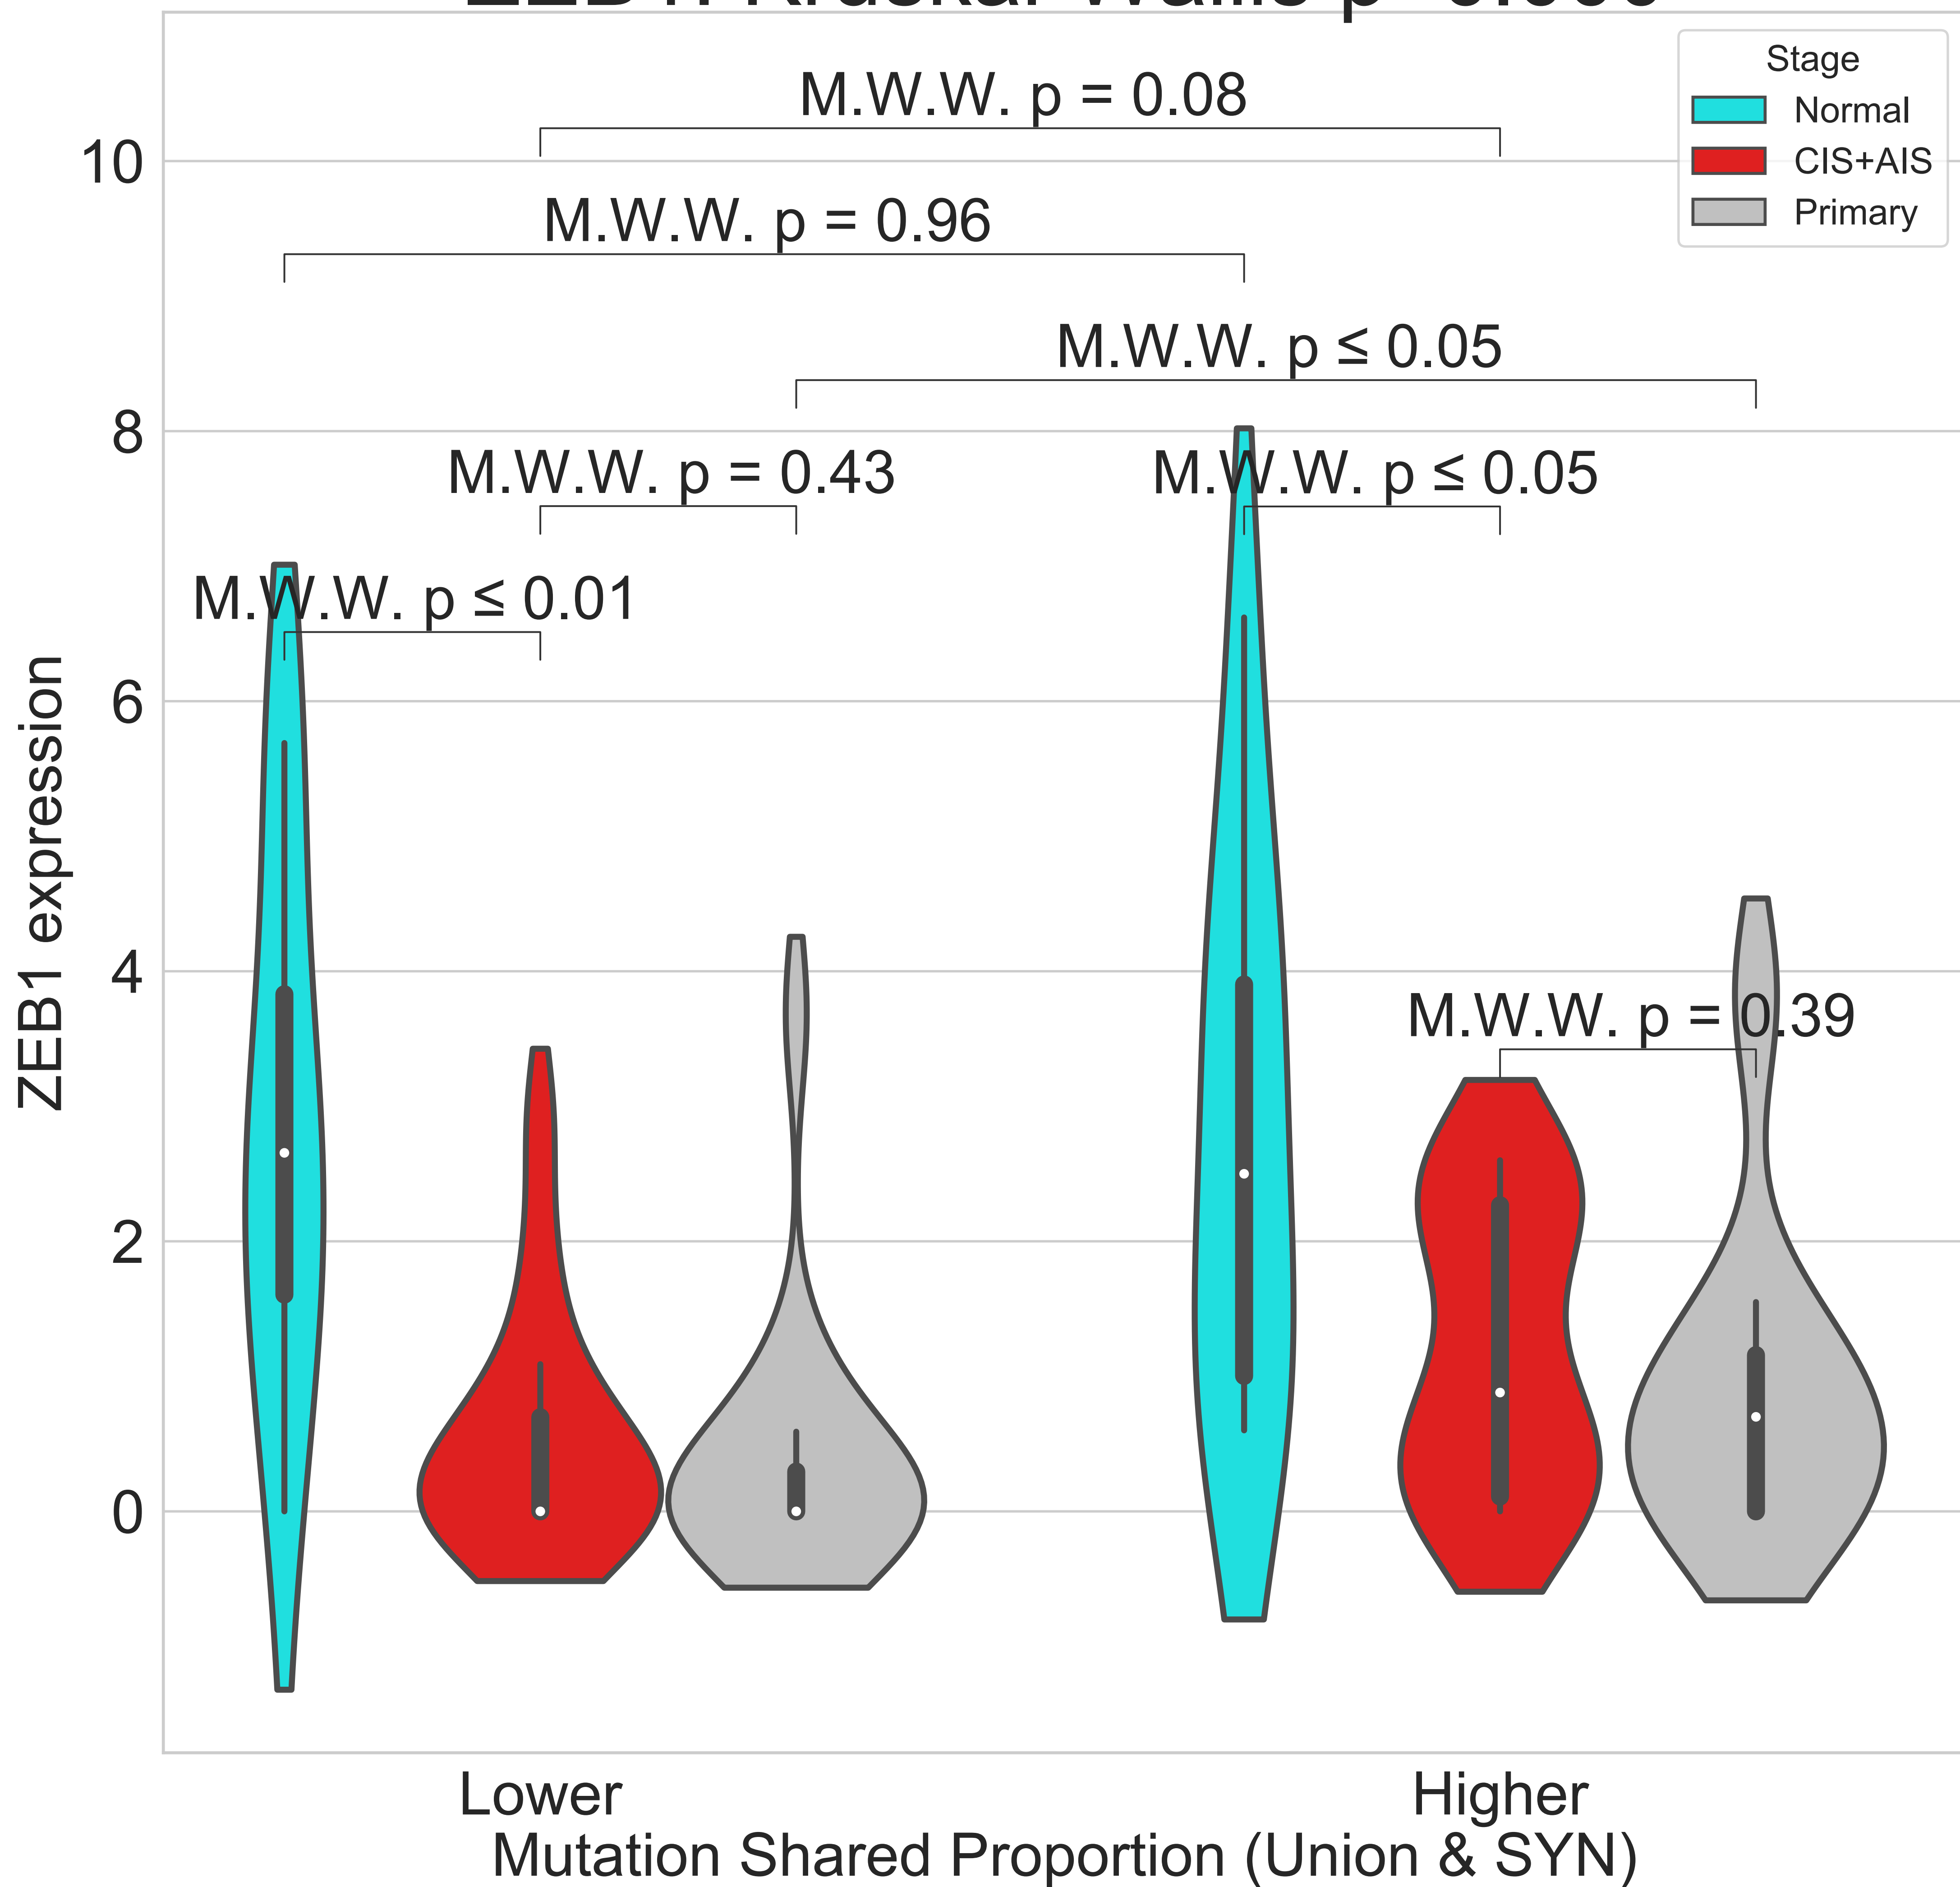 Stage
Normal
CIS+AIS
Primary
M.W.W. p = 0.08
M.W.W. p = 0.96
M.W.W. p ≤ 0.05
M.W.W. p = 0.43
M.W.W. p ≤ 0.05
M.W.W. p ≤ 0.01
M.W.W. p = 0.39
10
8
6
4
2
0
ZEB1 expression
Lower
Higher
Mutation Shared Proportion (Union & SYN)